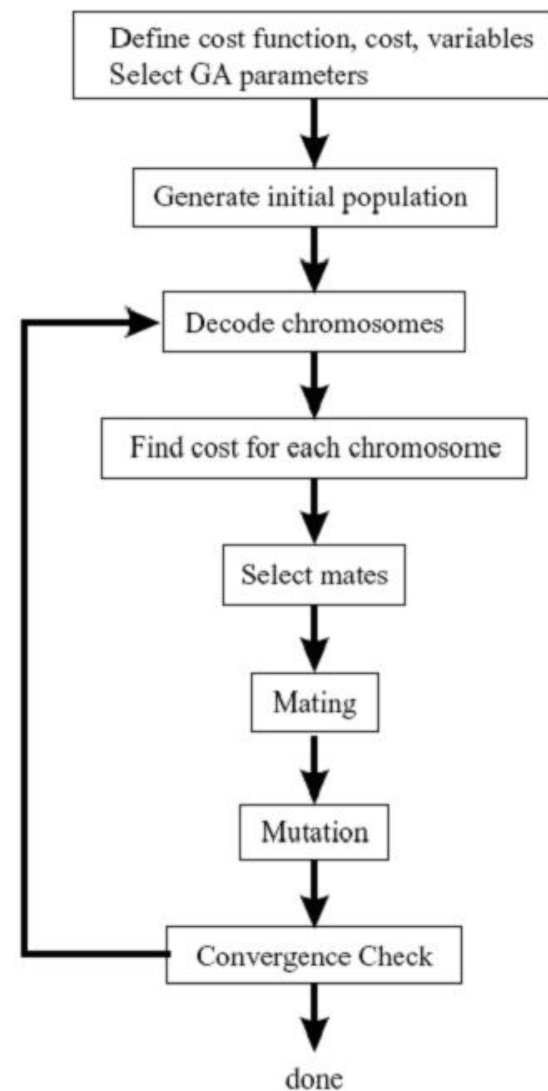 Define cost function, cost, variables
Select GA parameters
Generate initial population
Decode chromosomes
Find cost for each chromosome
Select mates
Mating
Mutation
Convergence Check
done